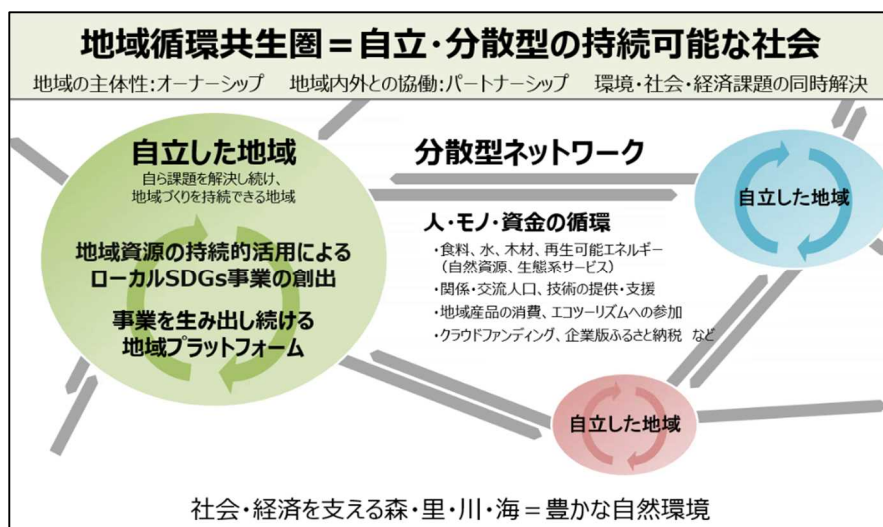 地域循環共生圏＝自立・分散型の持続可能な社会
地域の主体性：オーナーシップ　地域内外との協働：パートナーシップ　環境・社会・経済課題の同時解決
自立した地域
自ら課題を解決し続け、
地域づくりを持続できる地域
地域資源の持続的活用による
ローカルSDGs事業の創出
事業を生み出し続ける
地域プラットフォーム
分散型ネットワーク
人・モノ・資金の循環
・食料、水、木材、再生可能エネルギー
（自然資源、生態系サービス）
・関係・交流人口、技術の提供・支援
・地域産品の消費、エコツーリズムへの参加
・クラウドファンディング、企業版ふるさと納税　など
自立した地域
自立した地域
社会・経済を支える森・里・川・海＝豊かな自然環境